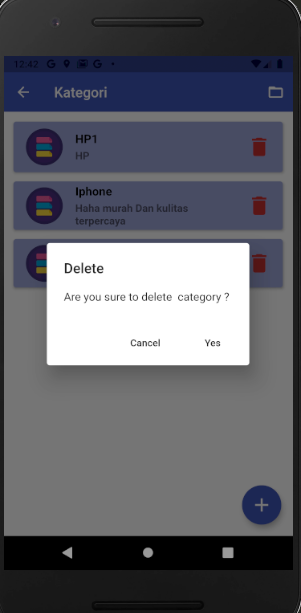 12:42
Kategori
HP1
HP
Iphone
Haha murah Dan kulitas
terpercaya
Delete
Are you sure to delete  category ?
Cancel
Yes